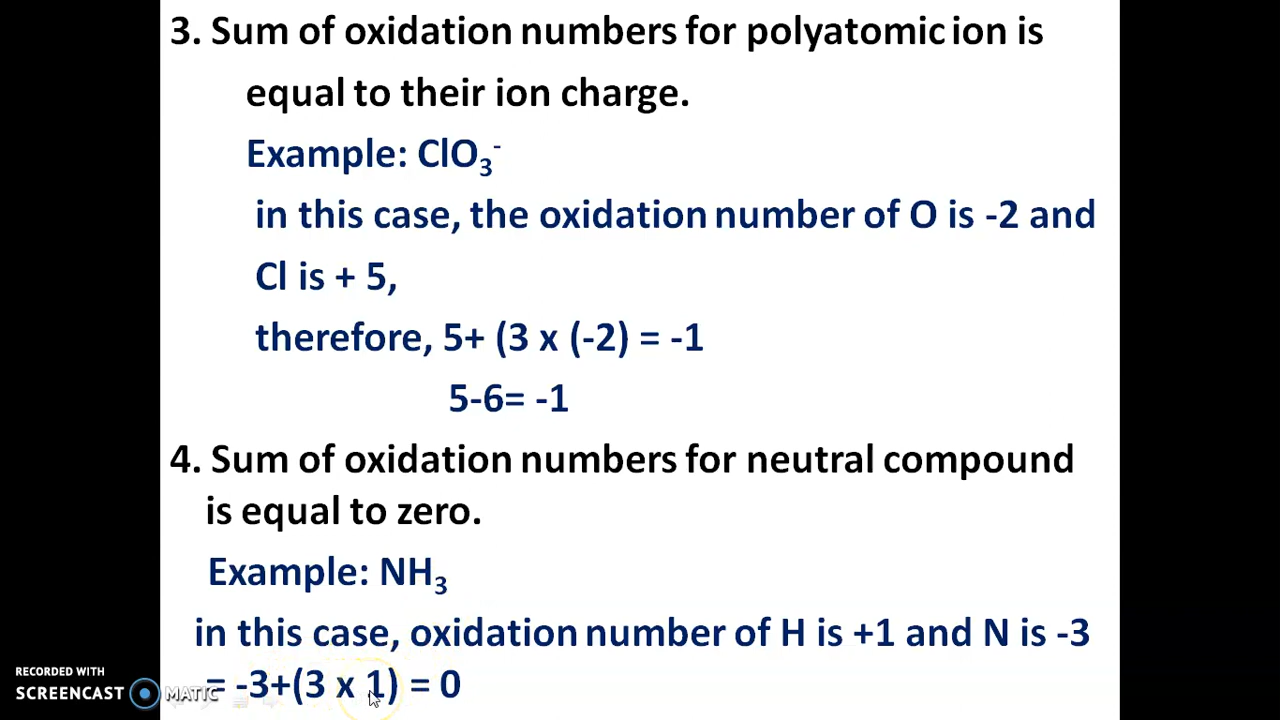 3. Sum of oxidation numbers for polyatomic ion is
equal to their ion charge.
Example: ClO₃⁻
in this case, the oxidation number of O is -2 and
Cl is + 5,
therefore, 5+ (3 x (-2) = -1
5-6= -1
4. Sum of oxidation numbers for neutral compound
is equal to zero.
Example: NH₃
in this case, oxidation number of H is +1 and N is -3
= -3+(3 x 1) = 0
RECORDED WITH
SCREENCAST MATIC